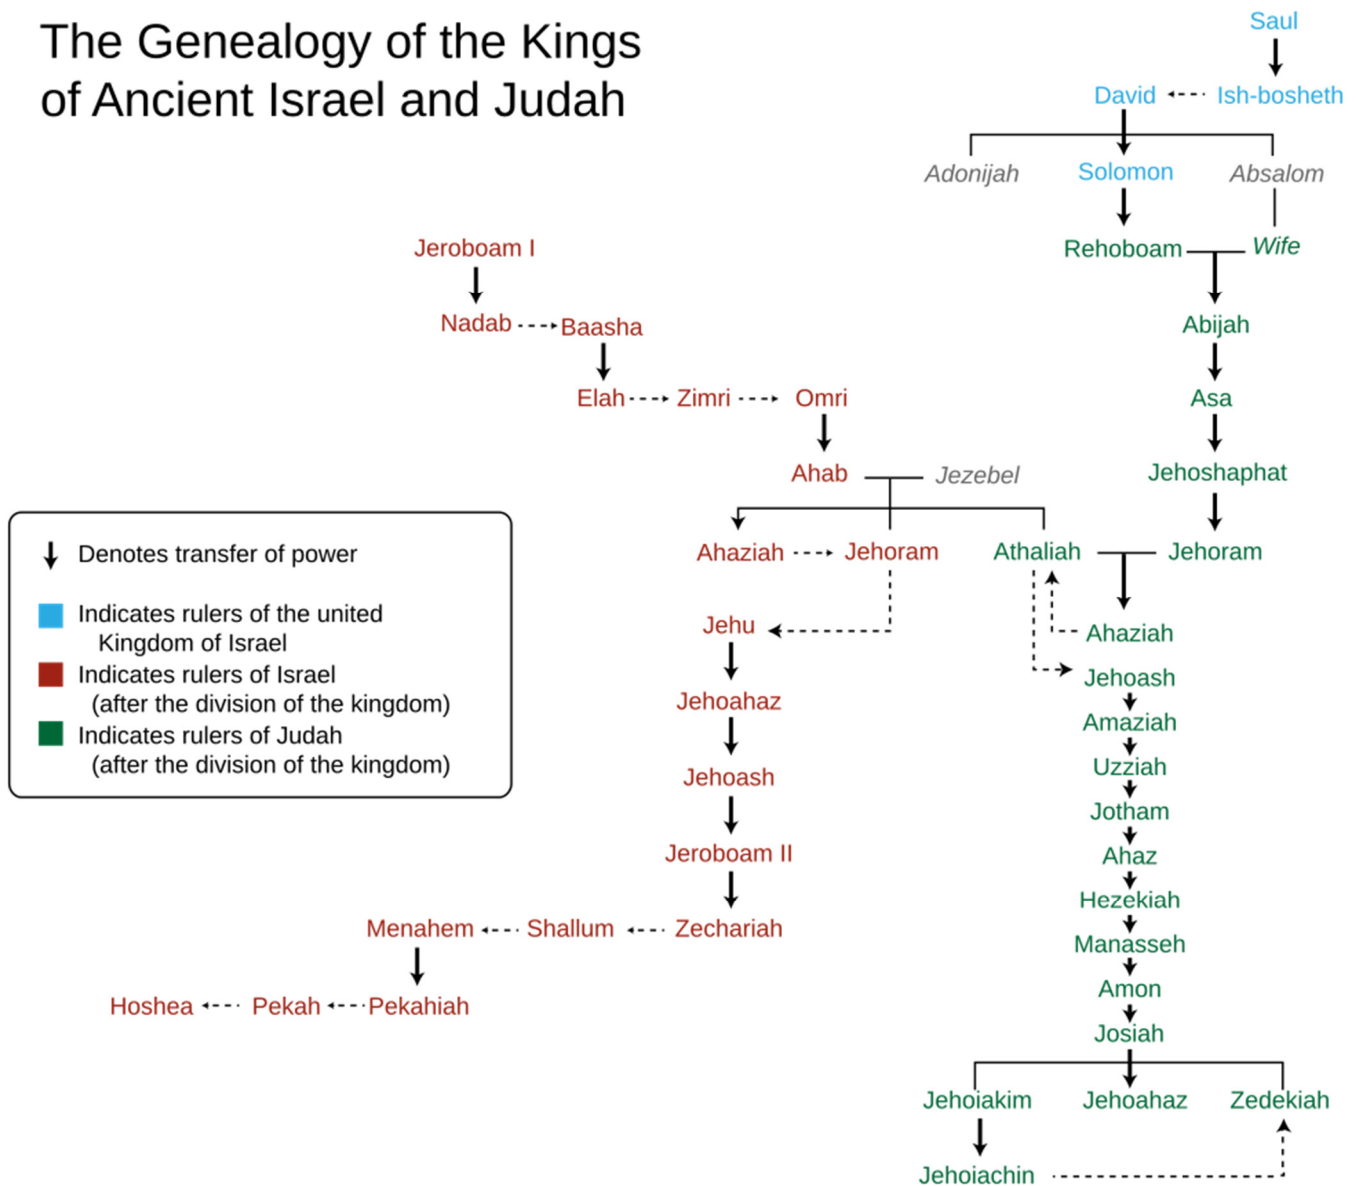 The Genealogy of the Kings
of Ancient Israel and Judah
Saul
David
Ish-bosheth
Adonijah
Solomon
Absalom
Jeroboam I
Rehoboam
Wife
Nadab
Baasha
Abijah
Elah
Zimri
Omri
Asa
Ahab
Jezebel
Jehoshaphat
Ahaziah
Jehoram
Athaliah
Jehoram
Denotes transfer of power
Indicates rulers of the united
Kingdom of Israel
Indicates rulers of Israel
(after the division of the kingdom)
Indicates rulers of Judah
(after the division of the kingdom)
Jehu
Ahaziah
Jehoash
Jehoahaz
Amaziah
Uzziah
Jehoash
Jotham
Jeroboam II
Ahaz
Hezekiah
Menahem
Shallum
Zechariah
Manasseh
Amon
Hoshea
Pekah
Pekahiah
Josiah
Jehoiakim
Jehoahaz
Zedekiah
Jehoiachin